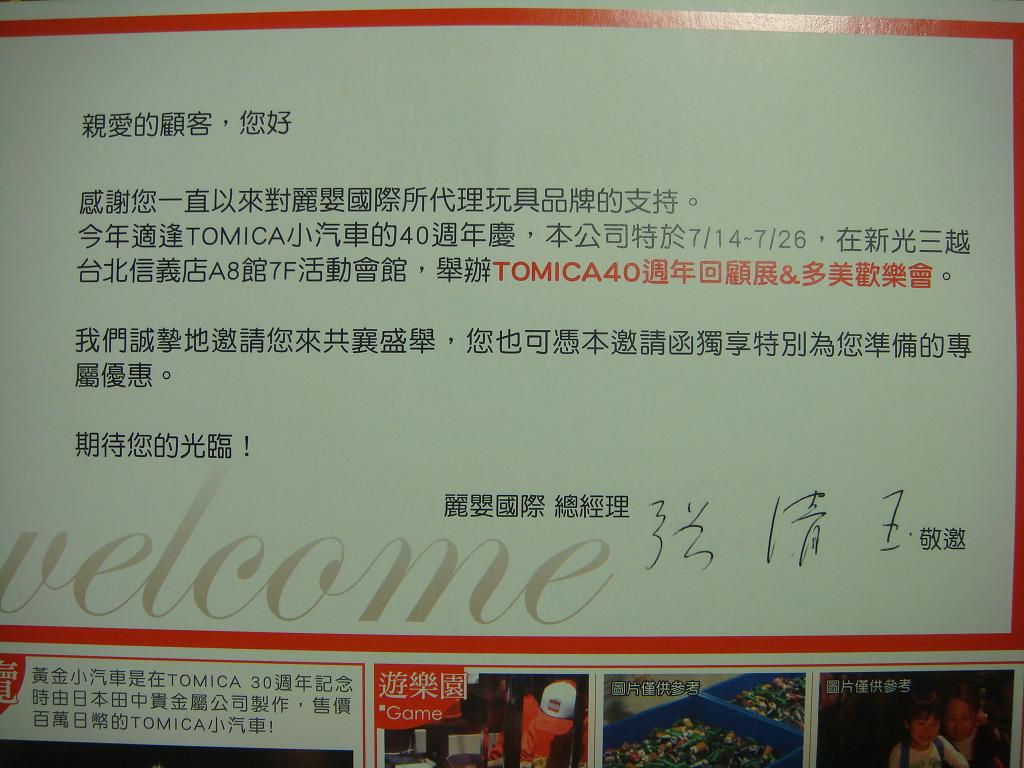 親愛的顧客，您好
感謝您一直以來對麗嬰國際所代理玩具品牌的支持。
今年適逢TOMICA小汽車的40週年慶，本公司特於7/14~7/26，在新光三越
台北信義店A8館7F活動會館，舉辦TOMICA40週年回顧展&多美歡樂會。
我們誠摯地邀請您來共襄盛舉，您也可憑本邀請函獨享特別為您準備的專
屬優惠。
期待您的光臨！
麗嬰國際 總經理 張清玉 敬邀
welcome
黃金小汽車是在TOMICA 30週年記念
時由日本田中貴金屬公司製作，售價
百萬日幣的TOMICA小汽車!
遊樂園
Game
圖片僅供參考
圖片僅供參考